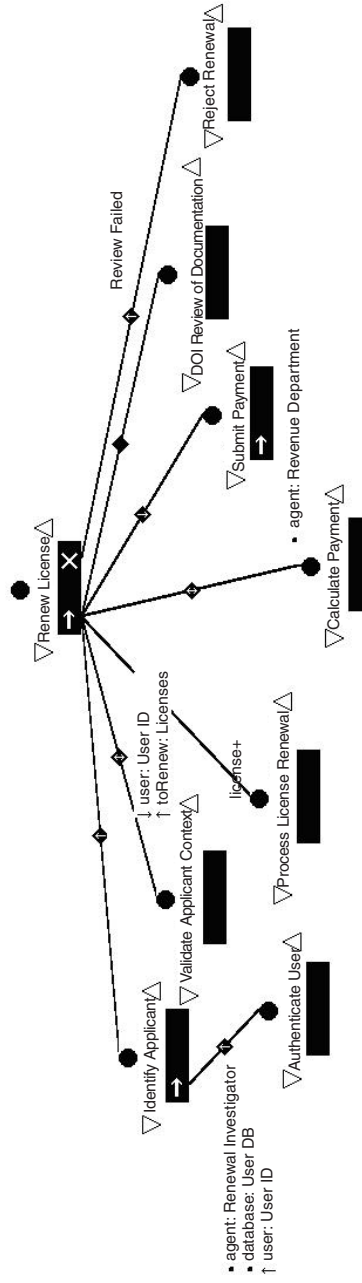 Renew License
Review Failed
Identify Applicant
Validate Applicant Context
↓ user: User ID
↑ toRenew: Licenses
license+
Process License Renewal
Calculate Payment
▪ agent: Revenue Department
Submit Payment
DOI Review of Documentation
Reject Renewal
Authenticate User
▪ agent: Renewal Investigator
▪ database: User DB
↑ user: User ID